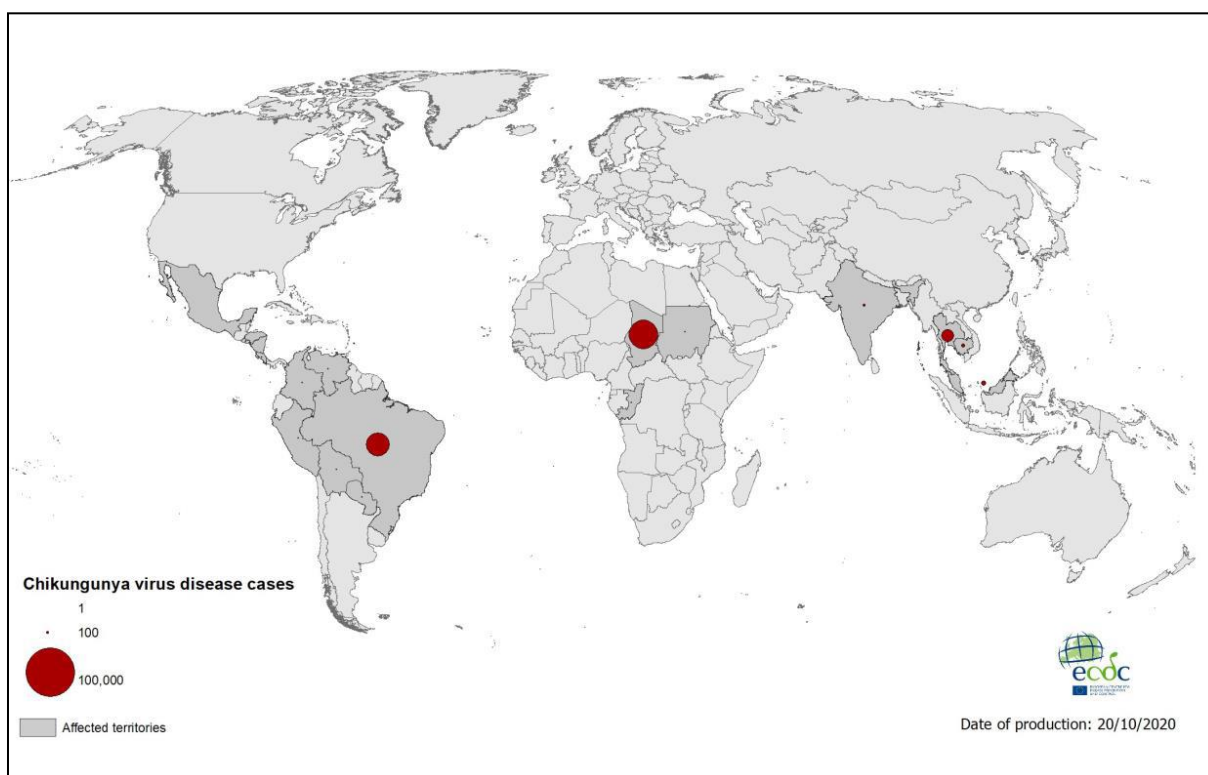 Chikungunya virus disease cases
1
100
100,000
Affected territories
ecdc
Date of production: 20/10/2020